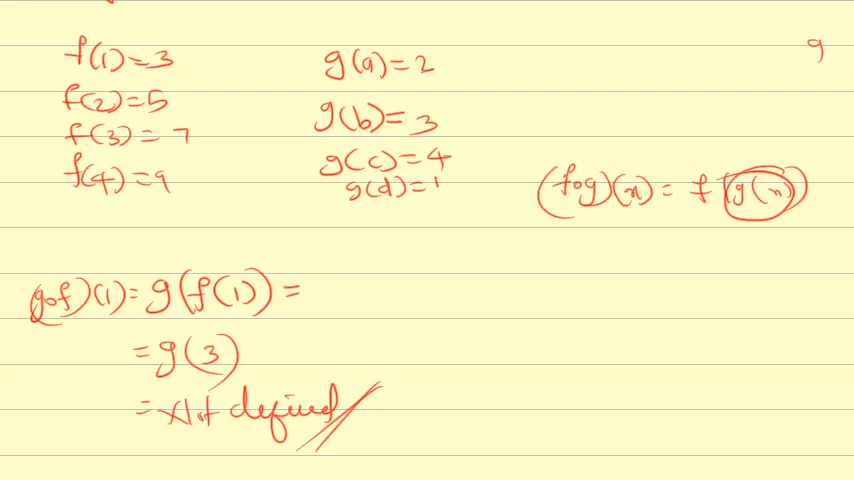 f(1)=3
f(2)=5
f(3)=7
f(4)=9
g(a)=2
g(b)=3
g(c)=4
g(d)=1
g
(fog)(x)= f(g(x))
(gof)(1)= g(f(1)) =
= g(3)
= Not defined